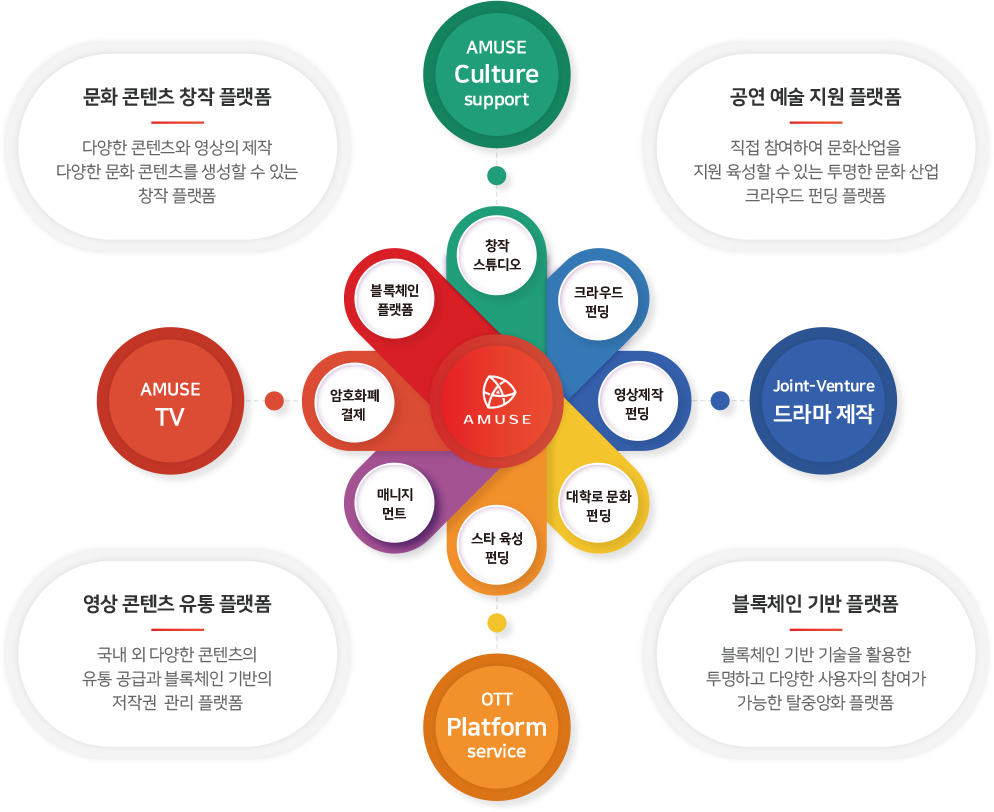 AMUSE
Culture
support
문화 콘텐츠 창작 플랫폼
다양한 콘텐츠와 영상의 제작
다양한 문화 콘텐츠를 생성할 수 있는
창작 플랫폼
공연 예술 지원 플랫폼
직접 참여하여 문화산업을
지원 육성할 수 있는 투명한 문화 산업
크라우드 펀딩 플랫폼
창작
스튜디오
블록체인
플랫폼
크라우드
펀딩
AMUSE
TV
암호화폐
결제
AMUSE
영상제작
펀딩
Joint-Venture
드라마 제작
매니지
먼트
스타 육성
펀딩
대학로 문화
펀딩
영상 콘텐츠 유통 플랫폼
국내 외 다양한 콘텐츠의
유통 공급과 블록체인 기반의
저작권 관리 플랫폼
블록체인 기반 플랫폼
블록체인 기반 기술을 활용한
투명하고 다양한 사용자의 참여가
가능한 탈중앙화 플랫폼
OTT
Platform
service